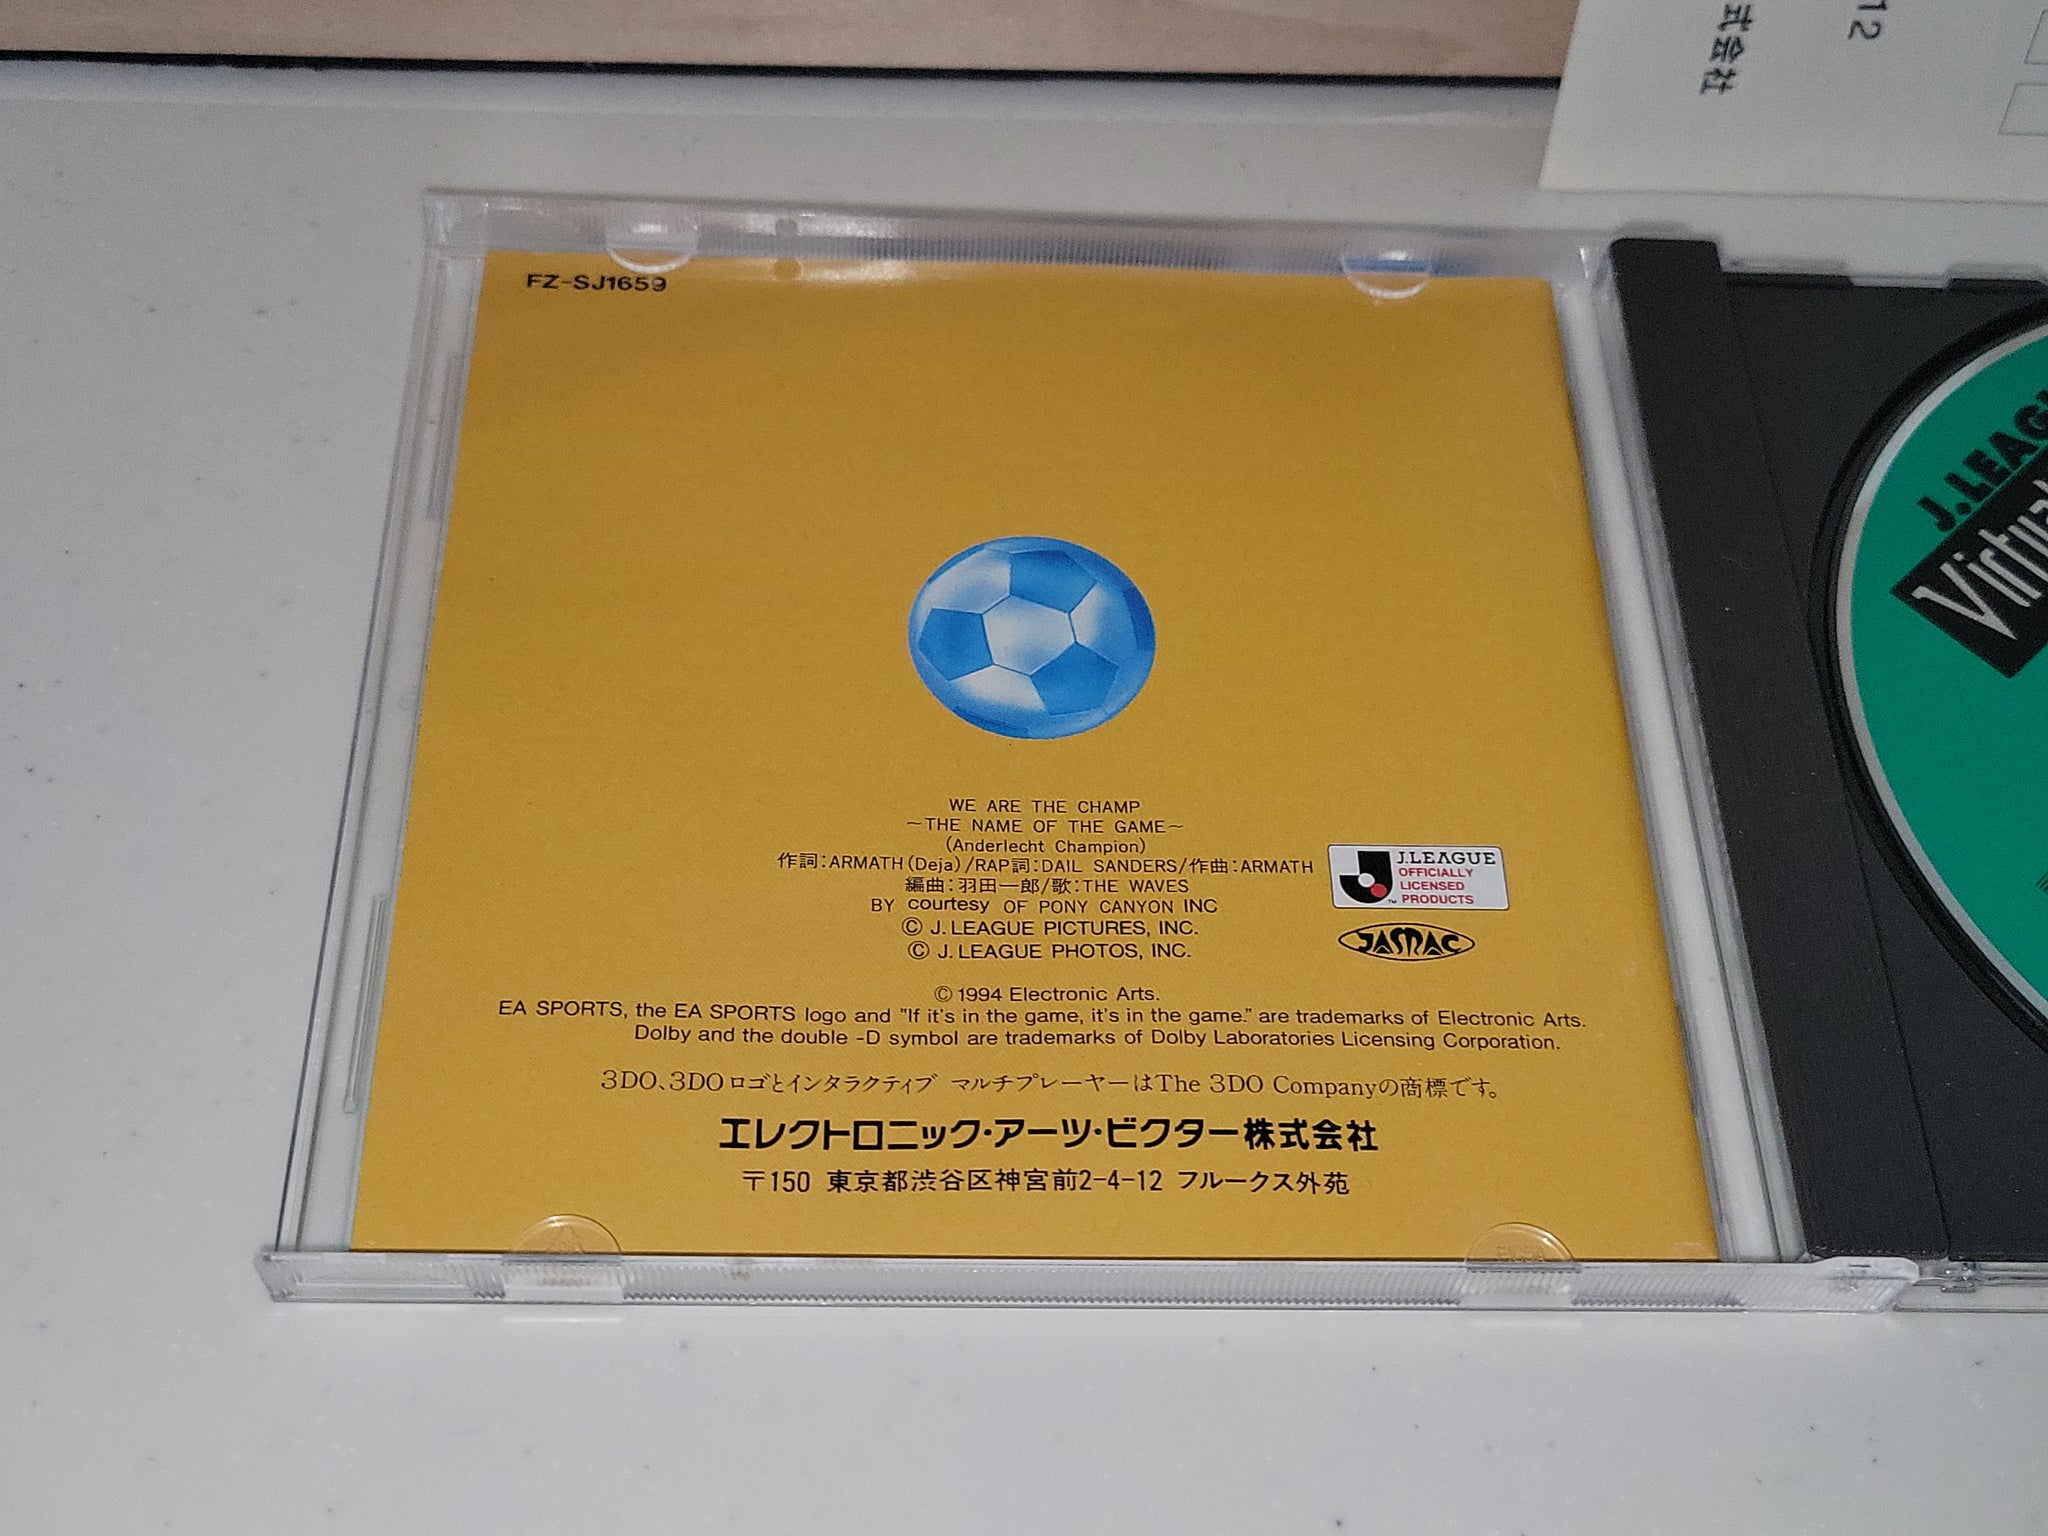 12
式会社
FZ-SJ1659
J.LEAG
Virtual
WE ARE THE CHAMP
~THE NAME OF THE GAME~
(Anderlecht Champion)
作詞:ARMATH(Deja)/RAP詞:DAIL SANDERS/作曲:ARMATH
編曲:羽田一郎/歌:THE WAVES
BY courtesy OF PONY CANYON INC
© J.LEAGUE PICTURES, INC.
© J.LEAGUE PHOTOS, INC.
J.LEAGUE
OFFICIALLY
LICENSED
PRODUCTS
TM
JASRAC
© 1994 Electronic Arts.
EA SPORTS, the EA SPORTS logo and "If it's in the game, it's in the game." are trademarks of Electronic Arts.
Dolby and the double -D symbol are trademarks of Dolby Laboratories Licensing Corporation.
3DO、3DOロゴとインタラクティブ マルチプレーヤーはThe 3DO Companyの商標です。
エレクトロニック・アーツ・ビクター株式会社
〒150 東京都渋谷区神宮前2-4-12 フルークス外苑